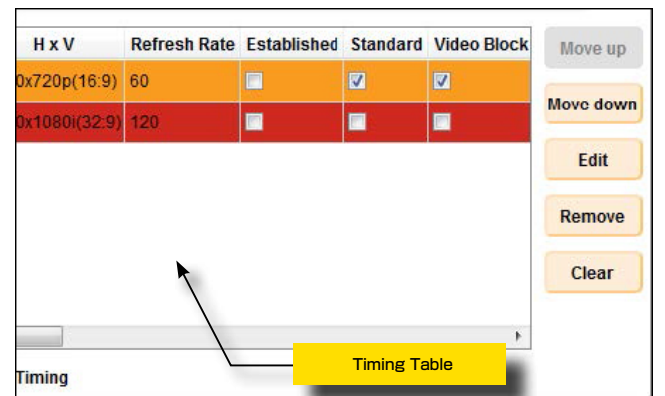 H x V Refresh Rate Established Standard Video Block
0x720p(16:9) 60
0x1080i(32:9) 120
Move up
Move down
Edit
Remove
Clear
Timing Table
Timing